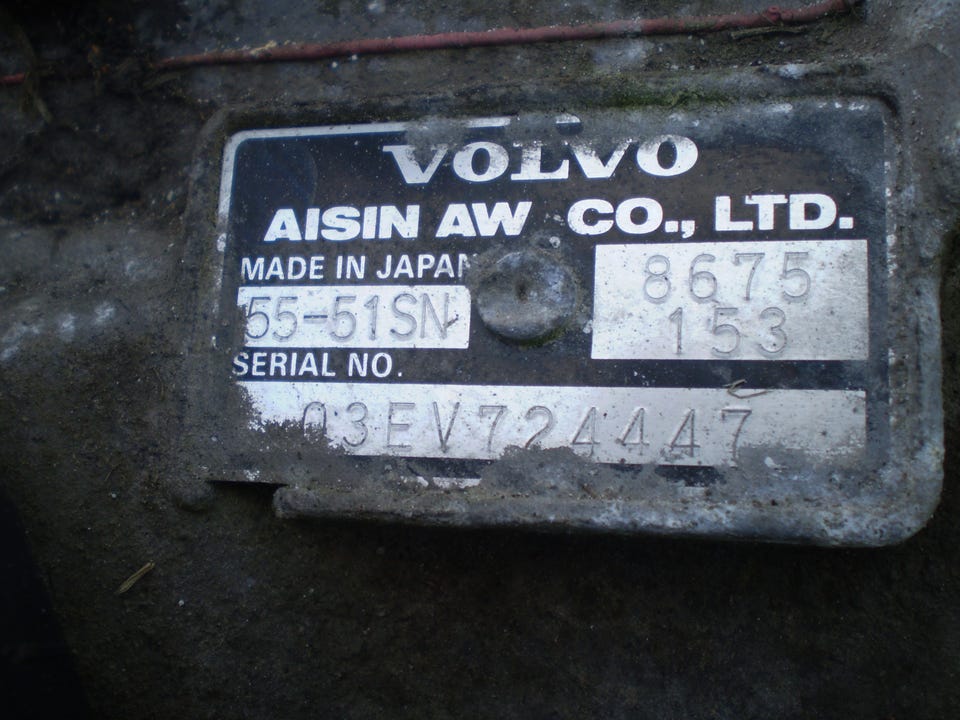 VOLVO
AISIN AW CO., LTD.
MADE IN JAPAN
8675
55-51SN
153
SERIAL NO.
03EV724447